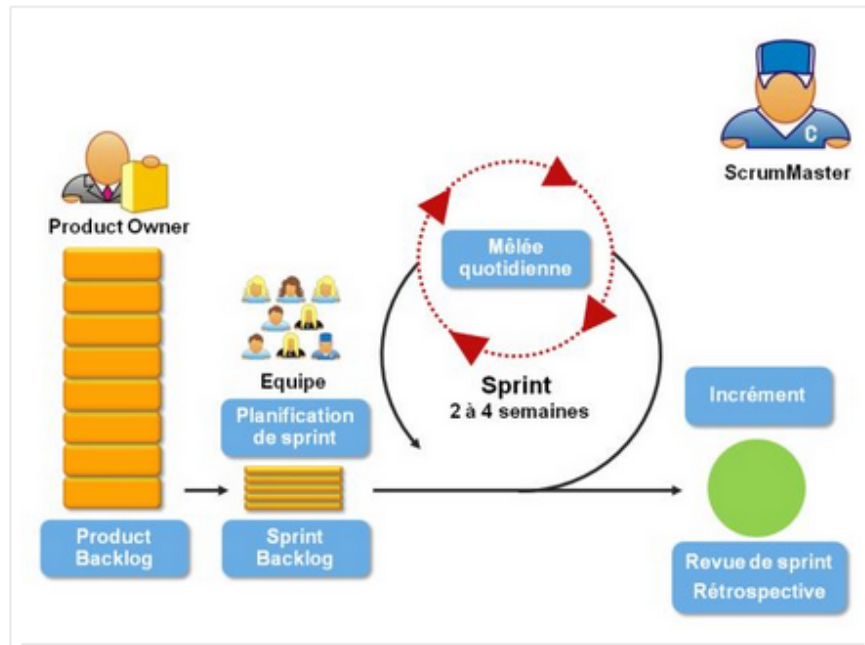 C
ScrumMaster
Product Owner
Mêlée
quotidienne
Equipe
Sprint
2 à 4 semaines
Planification
de sprint
Incrément
Product
Backlog
Sprint
Backlog
Revue de sprint
Rétrospective